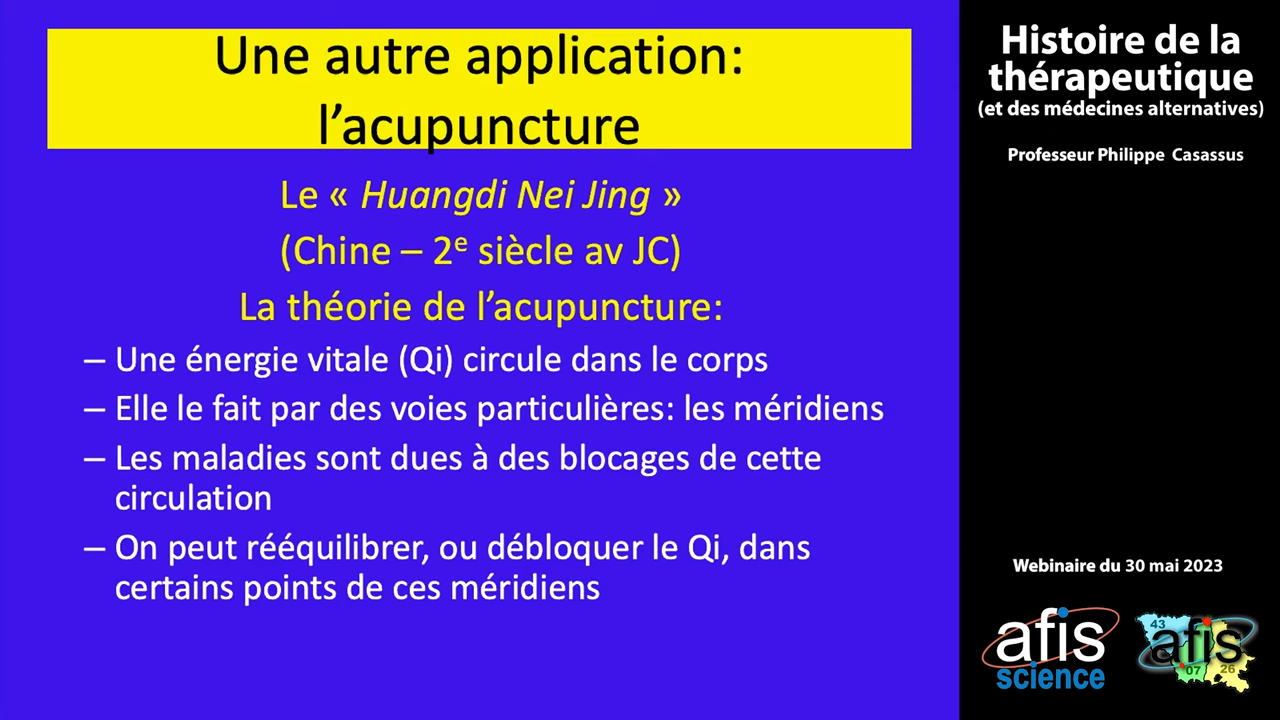 Une autre application:
l’acupuncture
Le « Huangdi Nei Jing »
(Chine – 2e siècle av JC)
La théorie de l’acupuncture:
– Une énergie vitale (Qi) circule dans le corps
– Elle le fait par des voies particulières: les méridiens
– Les maladies sont dues à des blocages de cette
circulation
– On peut rééquilibrer, ou débloquer le Qi, dans
certains points de ces méridiens
Histoire de la
thérapeutique
(et des médecines alternatives)
Professeur Philippe Casassus
Webinaire du 30 mai 2023
afis
science
43
afis
07
26